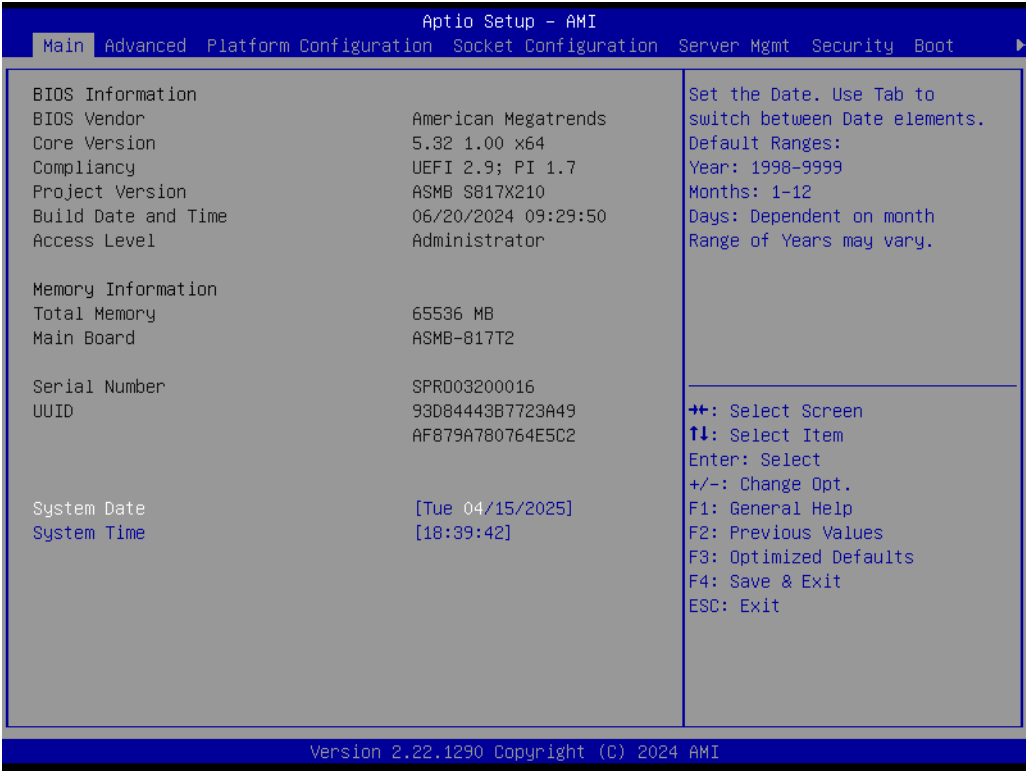 Aptio Setup – AMI
Main Advanced Platform Configuration Socket Configuration Server Mgmt Security Boot ▶
BIOS Information
BIOS Vendor American Megatrends
Core Version 5.32 1.00 x64
Compliancy UEFI 2.9; PI 1.7
Project Version ASMB S817X210
Build Date and Time 06/20/2024 09:29:50
Access Level Administrator
Memory Information
Total Memory 65536 MB
Main Board ASMB-817T2
Serial Number SPRO03200016
UUID 93D84443B7723A49
AF879A780764E5C2
System Date [Tue 04/15/2025]
System Time [18:39:42]
Set the Date. Use Tab to
switch between Date elements.
Default Ranges:
Year: 1998-9999
Months: 1-12
Days: Dependent on month
Range of Years may vary.
→←: Select Screen
↑↓: Select Item
Enter: Select
+/-: Change Opt.
F1: General Help
F2: Previous Values
F3: Optimized Defaults
F4: Save & Exit
ESC: Exit
Version 2.22.1290 Copyright (C) 2024 AMI